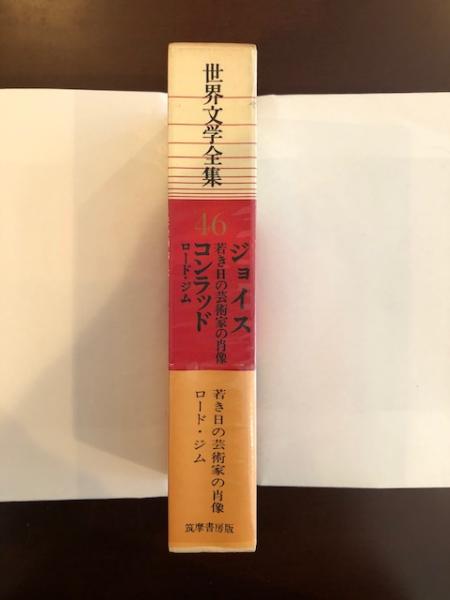 世界文学全集
46
ジョイス
若き日の芸術家の肖像
コンラッド
ロード・ジム
若き日の芸術家の肖像
ロード・ジム
筑摩書房版